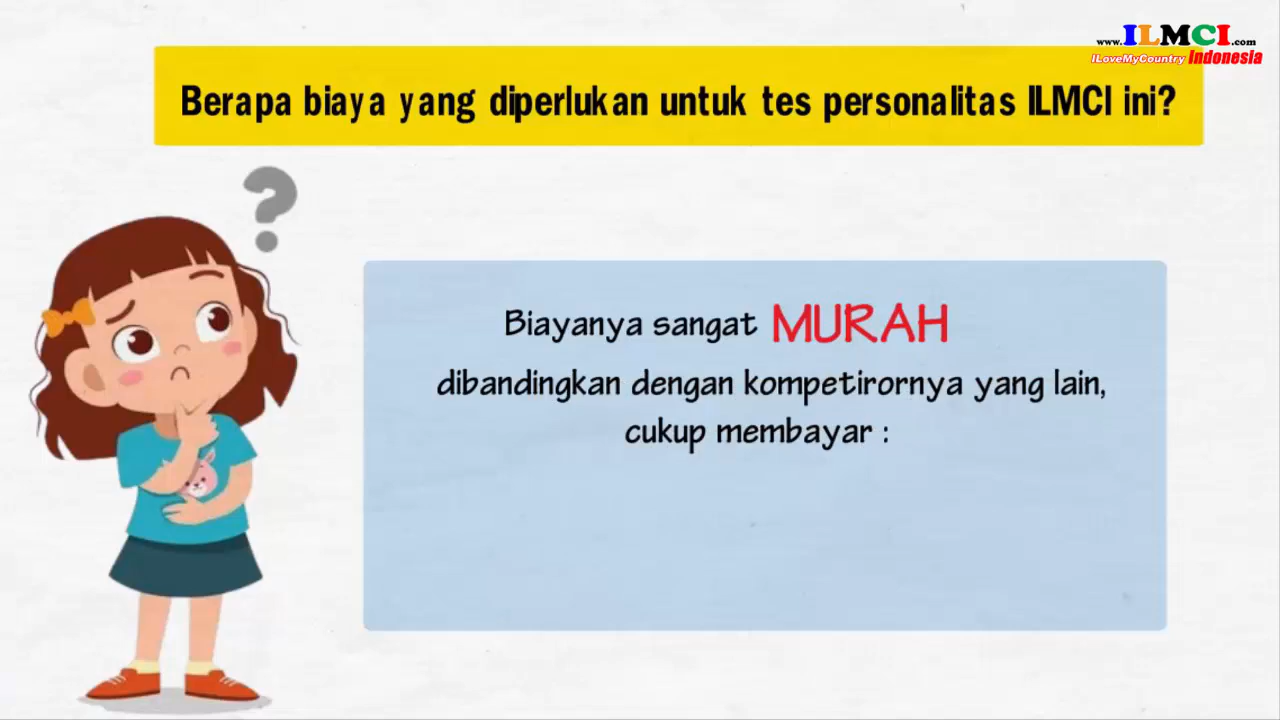 www.ILMCI.com
ILoveMyCountry Indonesia
Berapa biaya yang diperlukan untuk tes personalitas ILMCI ini?
?
Biayanya sangat MURAH
dibandingkan dengan kompetirornya yang lain,
cukup membayar :